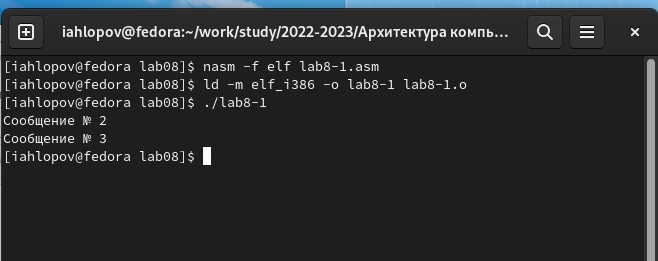 iahlopov@fedora:~/work/study/2022-2023/Архитектура компь...
[iahlopov@fedora lab08]$ nasm -f elf lab8-1.asm
[iahlopov@fedora lab08]$ ld -m elf_i386 -o lab8-1 lab8-1.o
[iahlopov@fedora lab08]$ ./lab8-1
Сообщение № 2
Сообщение № 3
[iahlopov@fedora lab08]$